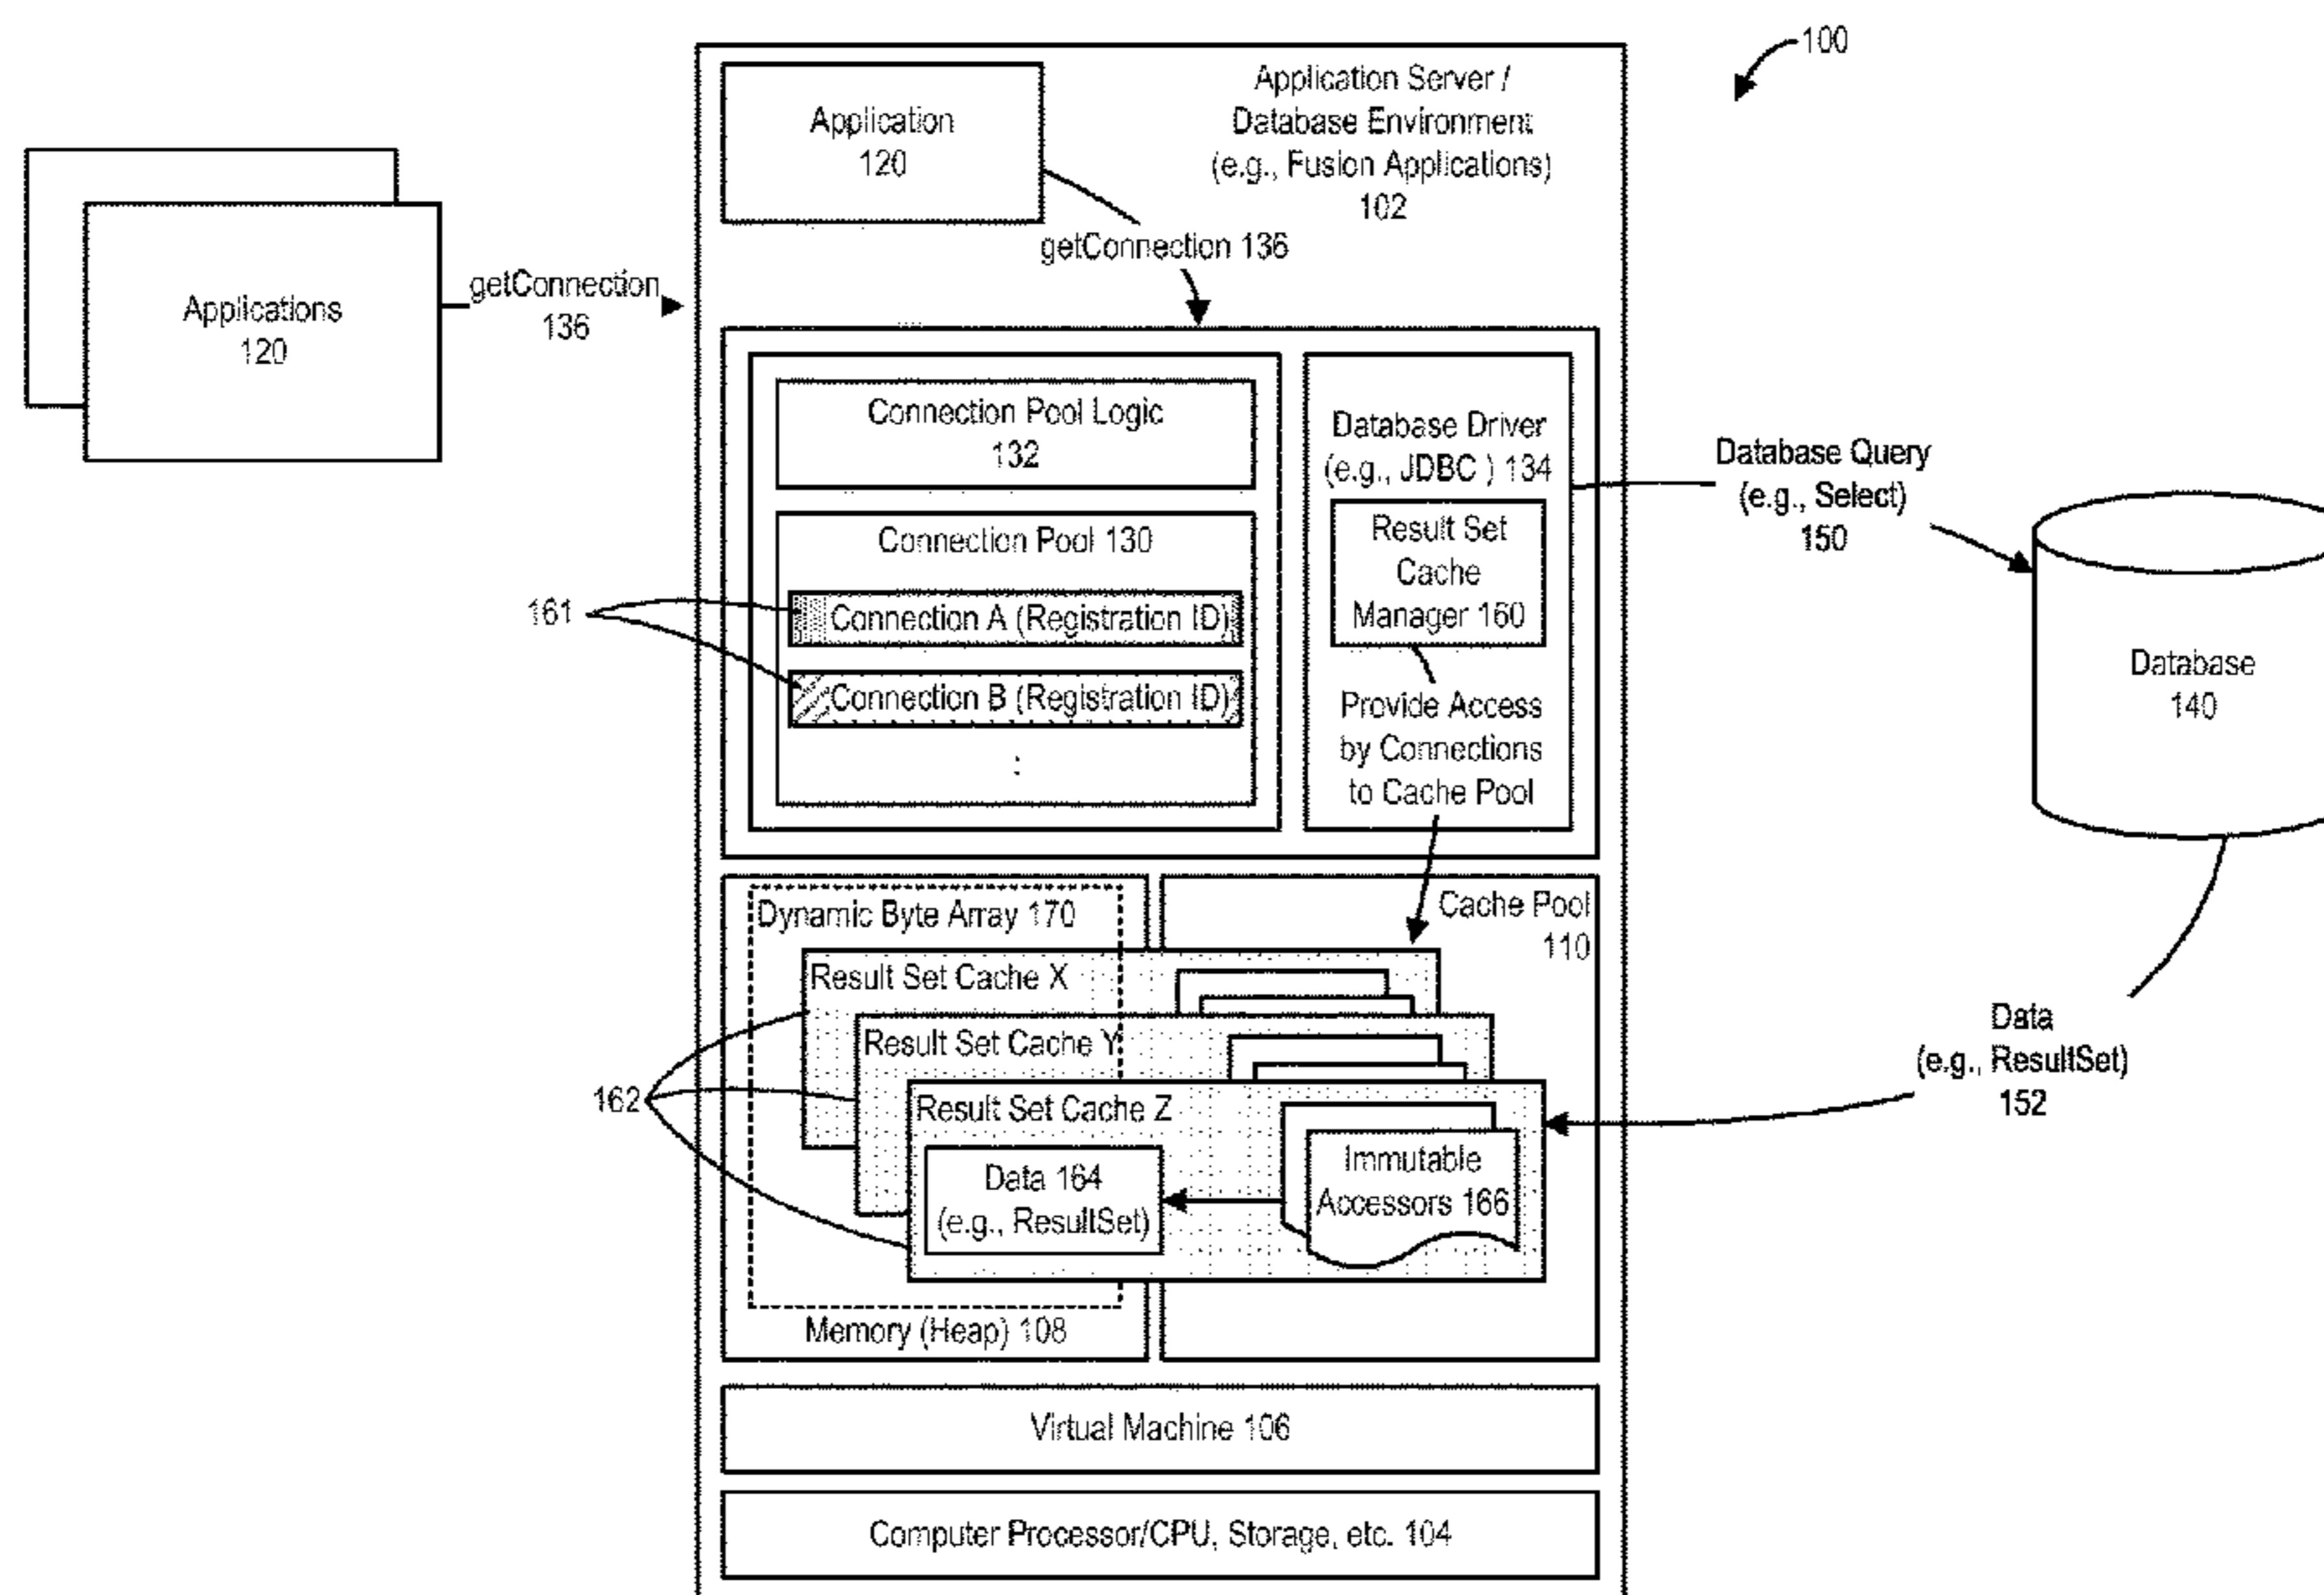 100
Application
120
Application Server /
Database Environment
(e.g., Fusion Applications)
102
getConnection 136
Applications
120
getConnection
136
Connection Pool Logic
132
Connection Pool 130
161
Connection A (Registration ID)
Connection B (Registration ID)
:
Database Driver
(e.g., JDBC ) 134
Result Set
Cache
Manager 160
Provide Access
by Connections
to Cache Pool
Database Query
(e.g., Select)
150
Database
140
Dynamic Byte Array 170
Cache Pool
110
Result Set Cache X
Result Set Cache Y
162
Result Set Cache Z
Data 164
(e.g., ResultSet)
Immutable
Accessors 166
Data
(e.g., ResultSet)
152
Memory (Heap) 108
Virtual Machine 106
Computer Processor/CPU, Storage, etc. 104